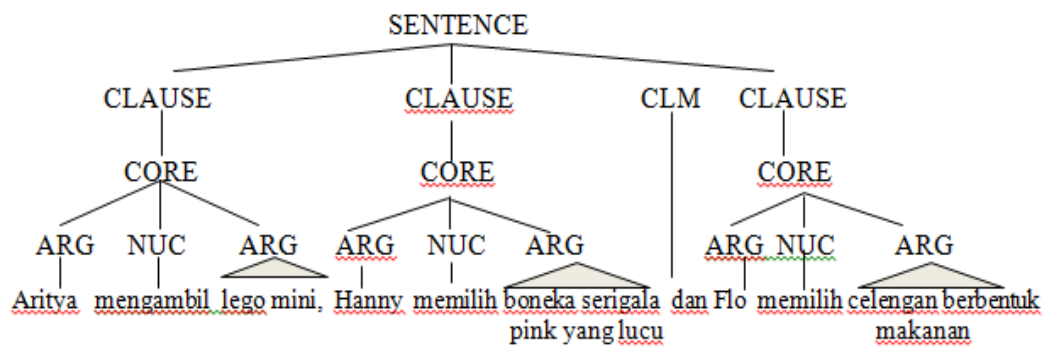 SENTENCE
CLAUSE CLAUSE CLM CLAUSE
CORE CORE CORE
ARG NUC ARG ARG NUC ARG ARG NUC ARG
Aritya mengambil lego mini, Hanny memilih boneka serigala dan Flo memilih celengan berbentuk
pink yang lucu makanan